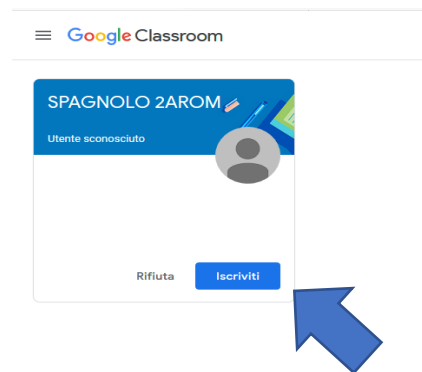 Google Classroom
SPAGNOLO 2AROM
Utente sconosciuto
Rifiuta Iscriviti